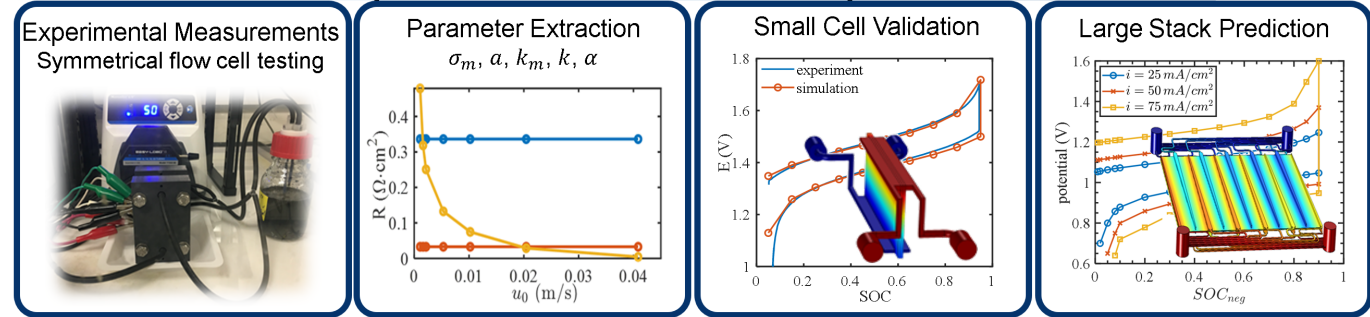 Experimental Measurements
Symmetrical flow cell testing
50
Parameter Extraction
σₘ, a, kₘ, k, α
0.4
0.3
0.2
0.1
0
R (Ω·cm²)
0
0.01
0.02
0.03
0.04
u₀ (m/s)
Small Cell Validation
1.8
1.6
1.4
1.2
1
E (V)
experiment
simulation
0
0.2
0.4
0.6
0.8
1
SOC
Large Stack Prediction
1.6
1.4
1.2
1
0.8
0.6
potential (V)
i = 25 mA/cm²
i = 50 mA/cm²
i = 75 mA/cm²
0
0.2
0.4
0.6
0.8
1
SOC_neg